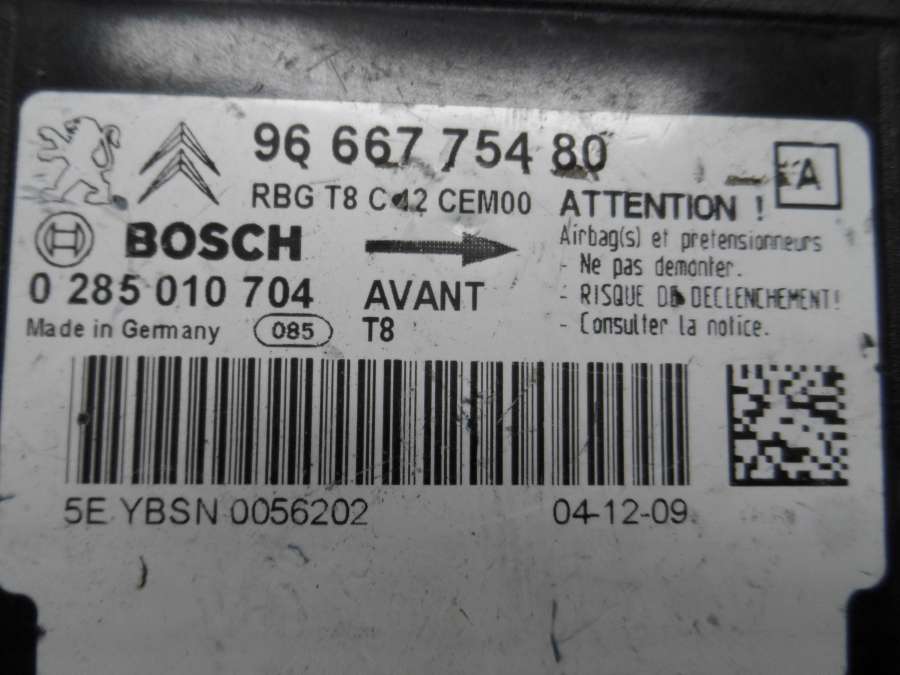 96 667 754 80
A
RBG T8 C 12 CEM00
BOSCH
0 285 010 704
Made in Germany
085
AVANT
T8
ATTENTION !
Airbag(s) et pretensionneurs
- Ne pas demonter.
- RISQUE DE DECLENCHEMENT!
- Consulter la notice.
5E YBSN 0056202
04-12-09